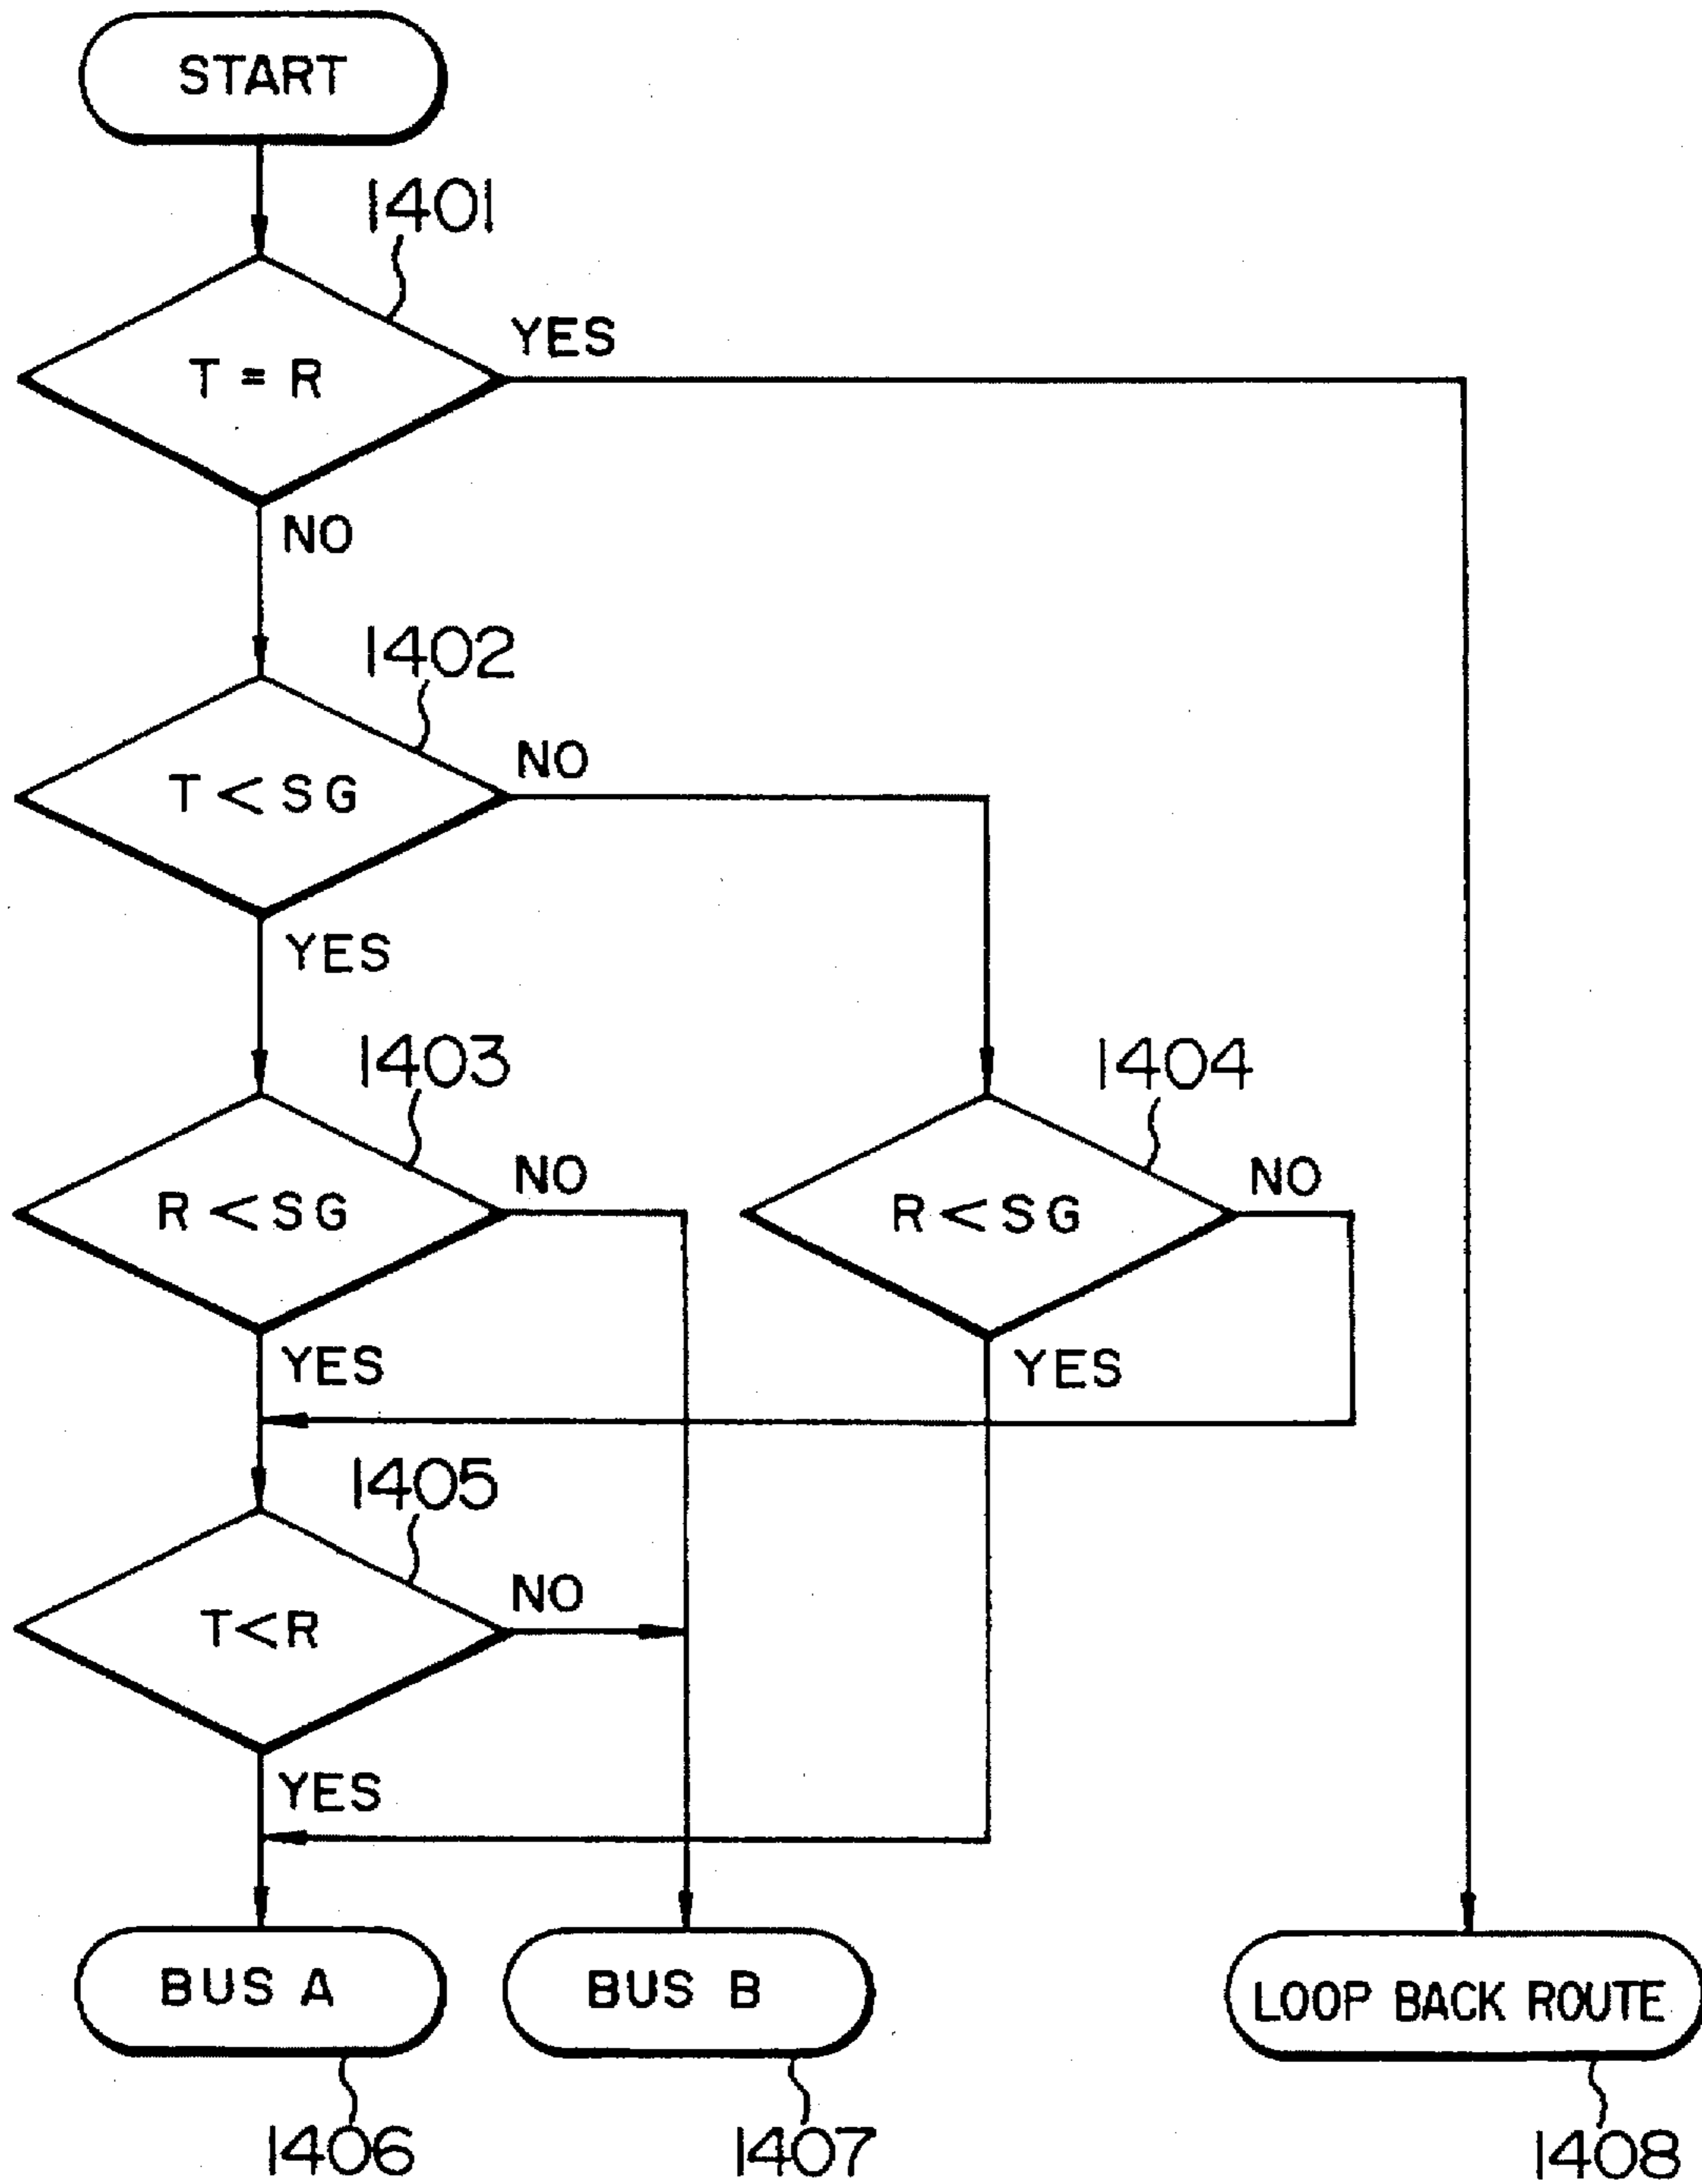 START
1401
T = R
YES
NO
1402
T < SG
NO
YES
1403
R < SG
NO
YES
1404
R < SG
NO
YES
1405
T < R
NO
YES
BUS A
BUS B
LOOP BACK ROUTE
1406
1407
1408